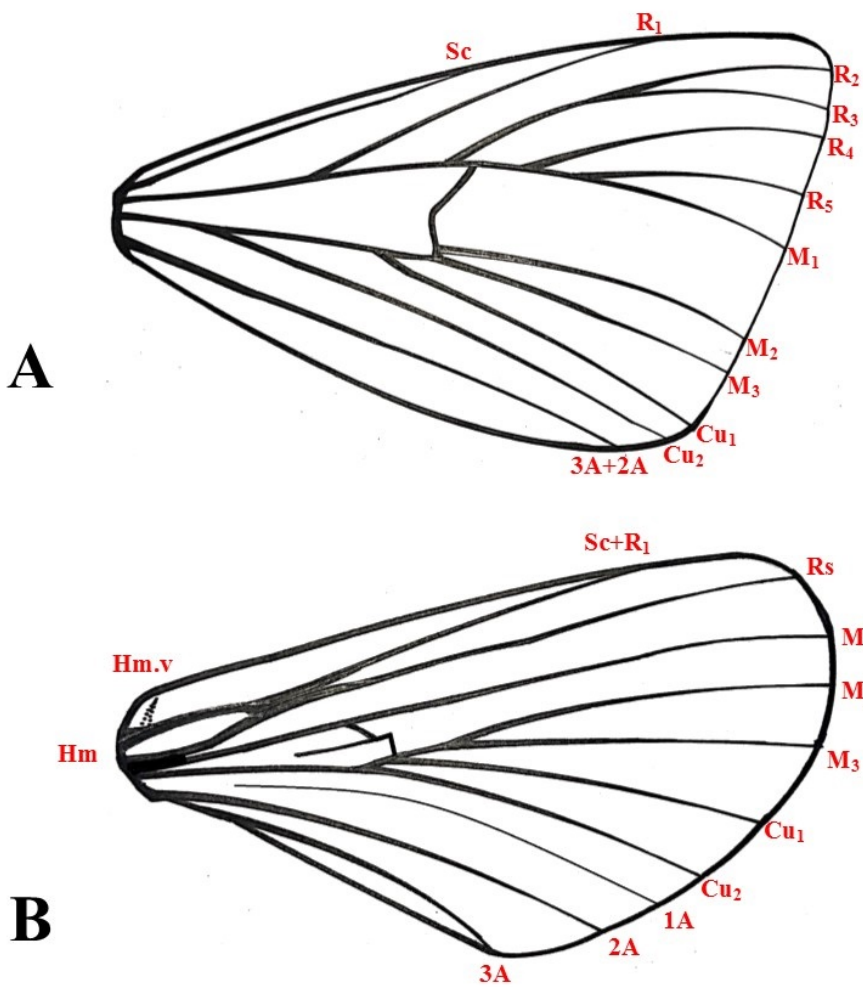 R₁
Sc
R₂
R₃
R₄
R₅
M₁
A
M₂
M₃
Cu₁
Cu₂
3A+2A
Sc+R₁
Rs
M
Hm.v
M
Hm
M₃
Cu₁
Cu₂
B
1A
2A
3A